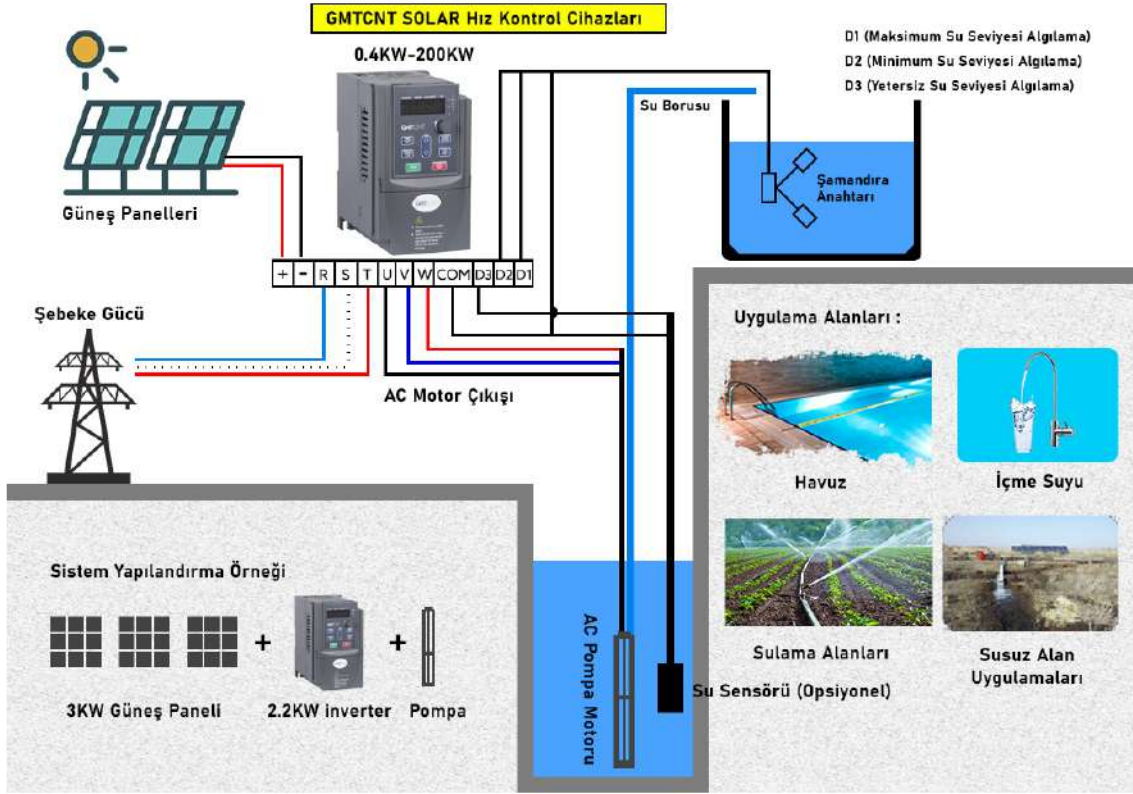 GMTCNT SOLAR Hız Kontrol Cihazları
0.4KW-200KW
D1 (Maksimum Su Seviyesi Algılama)
D2 (Minimum Su Seviyesi Algılama)
D3 (Yetersiz Su Seviyesi Algılama)
Su Borusu
Şamandıra
Anahtarı
Güneş Panelleri
+ - R S T U V W COM D3 D2 D1
Şebeke Gücü
AC Motor Çıkışı
Uygulama Alanları :
Havuz
İçme Suyu
Sulama Alanları
Susuz Alan
Uygulamaları
Sistem Yapılandırma Örneği
+
+
3KW Güneş Paneli
2.2KW inverter
Pompa
AC Pompa Motoru
Su Sensörü (Opsiyonel)